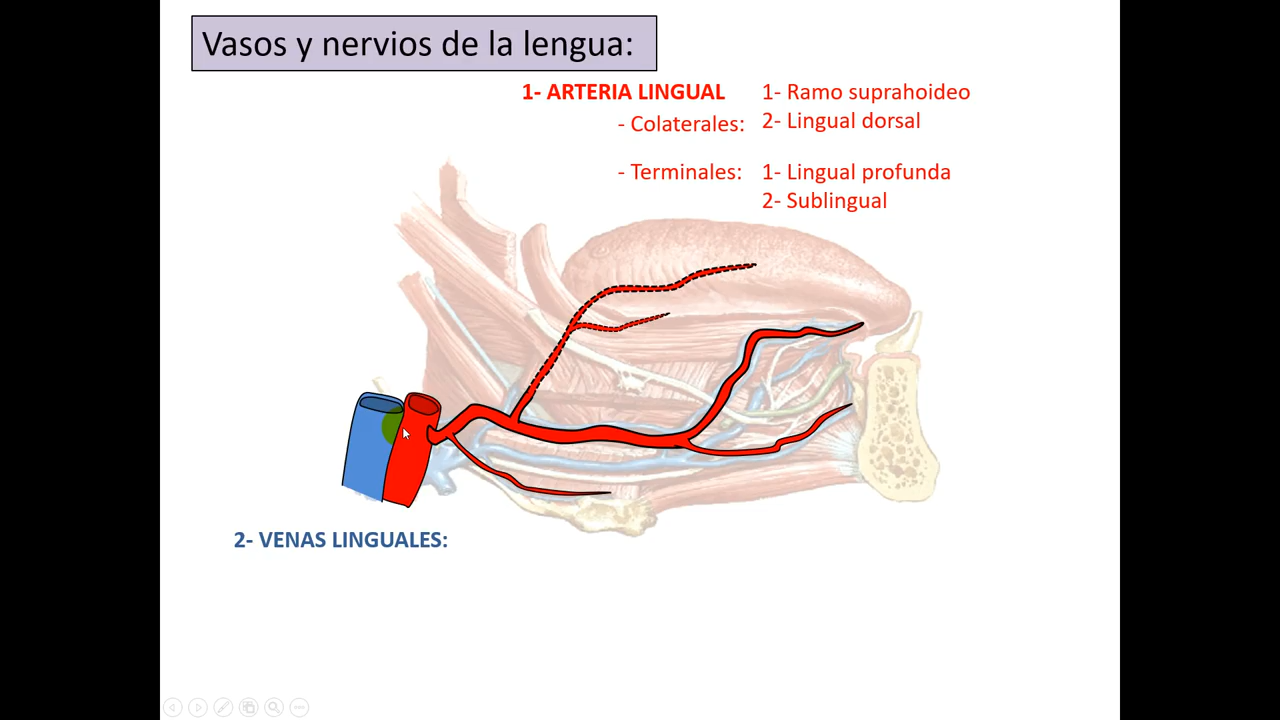 Vasos y nervios de la lengua:
1- ARTERIA LINGUAL
- Colaterales:
1- Ramo suprahoideo
2- Lingual dorsal
- Terminales:
1- Lingual profunda
2- Sublingual
2- VENAS LINGUALES: